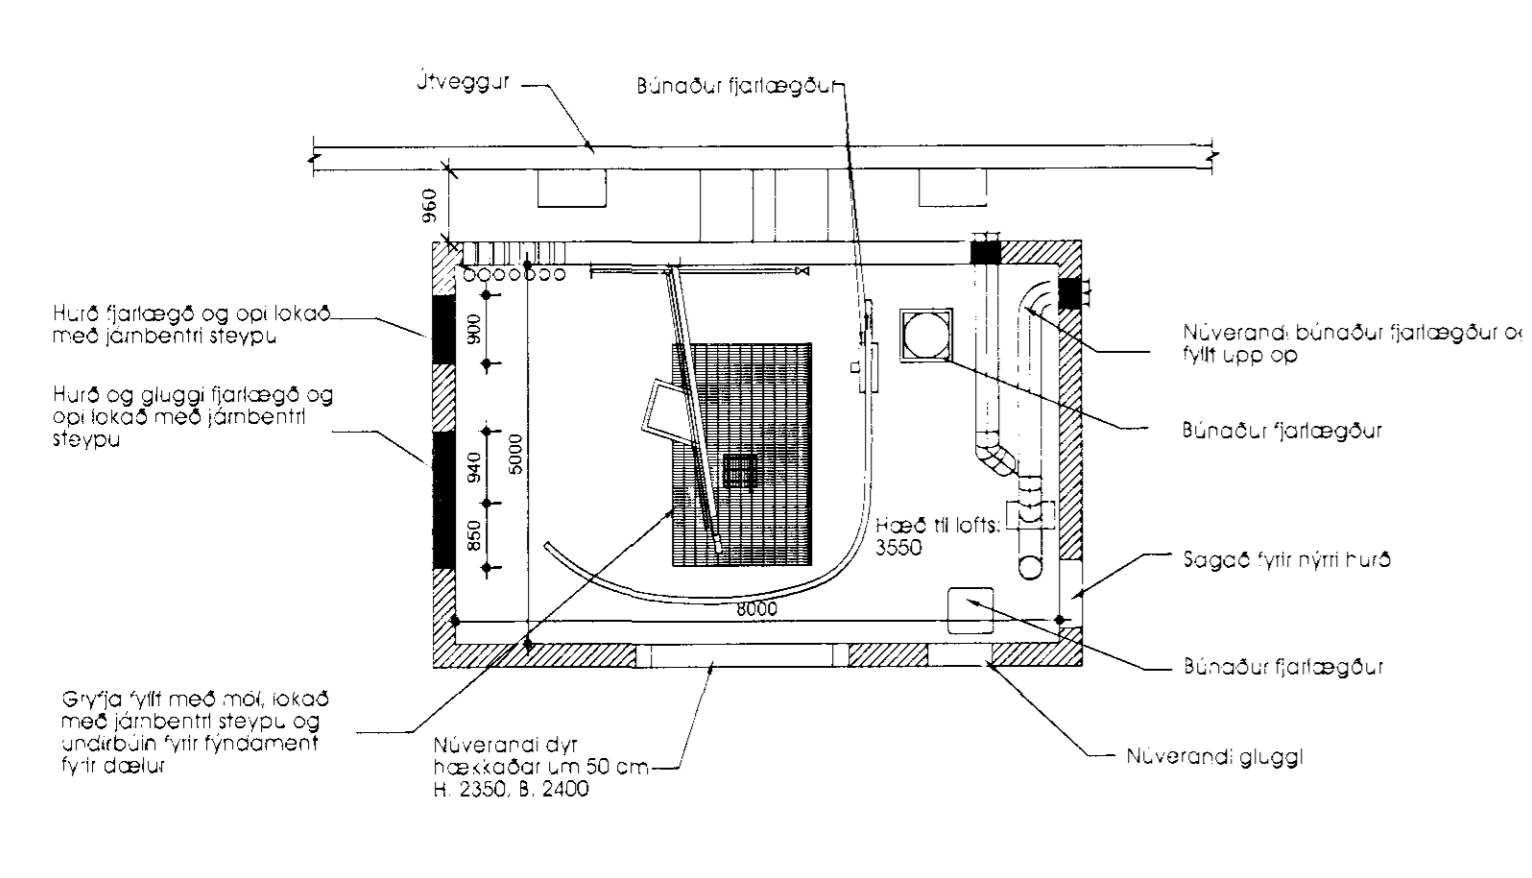 Útveggur
Búnaður fjarlægður
960
Hurð fjarlægð og opi lokað
með járnbentri steypu
900
Núverandi búnaður fjarlægður og
fyllt upp op
Hurð og gluggi fjarlægð og
opi lokað með járnbentri
steypu
Búnaður fjarlægður
940
5000
850
Hæð til lofts:
3550
Sagað fyrir nýrri hurð
8000
Búnaður fjarlægður
Gryfja fyllt með möl, lokað
með járnbentri steypu og
undirbúin fyrir fýndament
fyrir dælur
Núverandi dyr
hækkaðar um 50 cm
H. 2350, B. 2400
Núverandi gluggi